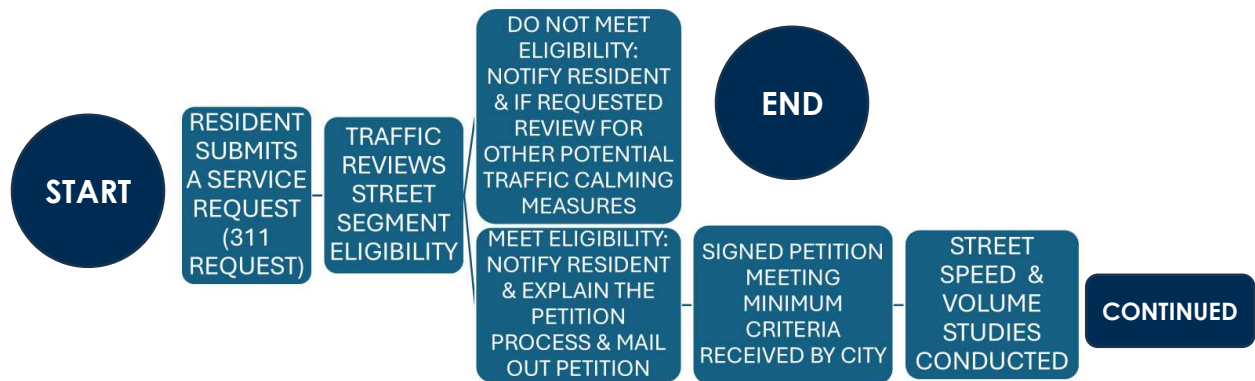 START
RESIDENT
SUBMITS
A SERVICE
REQUEST
(311
REQUEST)
TRAFFIC
REVIEWS
STREET
SEGMENT
ELIGIBILITY
DO NOT MEET
ELIGIBILITY:
NOTIFY RESIDENT
& IF REQUESTED
REVIEW FOR
OTHER POTENTIAL
TRAFFIC CALMING
MEASURES
END
MEET ELIGIBILITY:
NOTIFY RESIDENT
& EXPLAIN THE
PETITION
PROCESS & MAIL
OUT PETITION
SIGNED PETITION
MEETING
MINIMUM
CRITERIA
RECEIVED BY CITY
STREET
SPEED &
VOLUME
STUDIES
CONDUCTED
CONTINUED